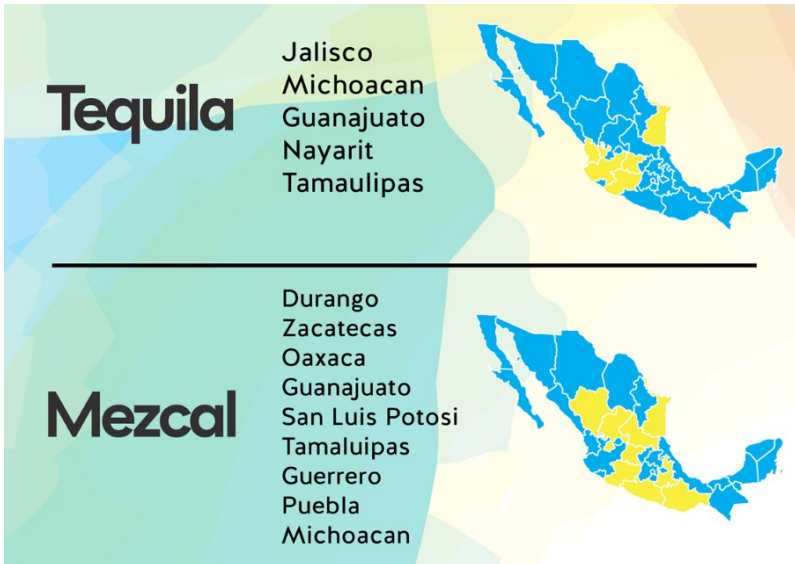 Tequila
Jalisco
Michoacan
Guanajuato
Nayarit
Tamaulipas
Mezcal
Durango
Zacatecas
Oaxaca
Guanajuato
San Luis Potosi
Tamaluipas
Guerrero
Puebla
Michoacan